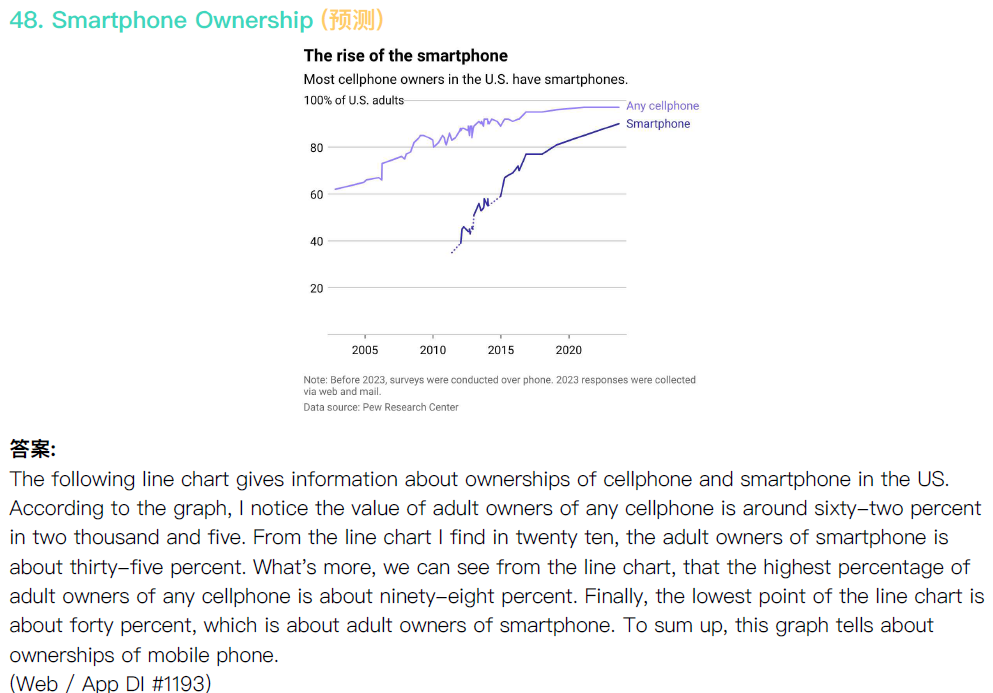 48. Smartphone Ownership (预测)
The rise of the smartphone
Most cellphone owners in the U.S. have smartphones.
100% of U.S. adults
Any cellphone
Smartphone
80
60
40
20
2005 2010 2015 2020
Note: Before 2023, surveys were conducted over phone. 2023 responses were collected
via web and mail.
Data source: Pew Research Center
答案:
The following line chart gives information about ownerships of cellphone and smartphone in the US.
According to the graph, I notice the value of adult owners of any cellphone is around sixty-two percent
in two thousand and five. From the line chart I find in twenty ten, the adult owners of smartphone is
about thirty-five percent. What's more, we can see from the line chart, that the highest percentage of
adult owners of any cellphone is about ninety-eight percent. Finally, the lowest point of the line chart is
about forty percent, which is about adult owners of smartphone. To sum up, this graph tells about
ownerships of mobile phone.
(Web / App DI #1193)